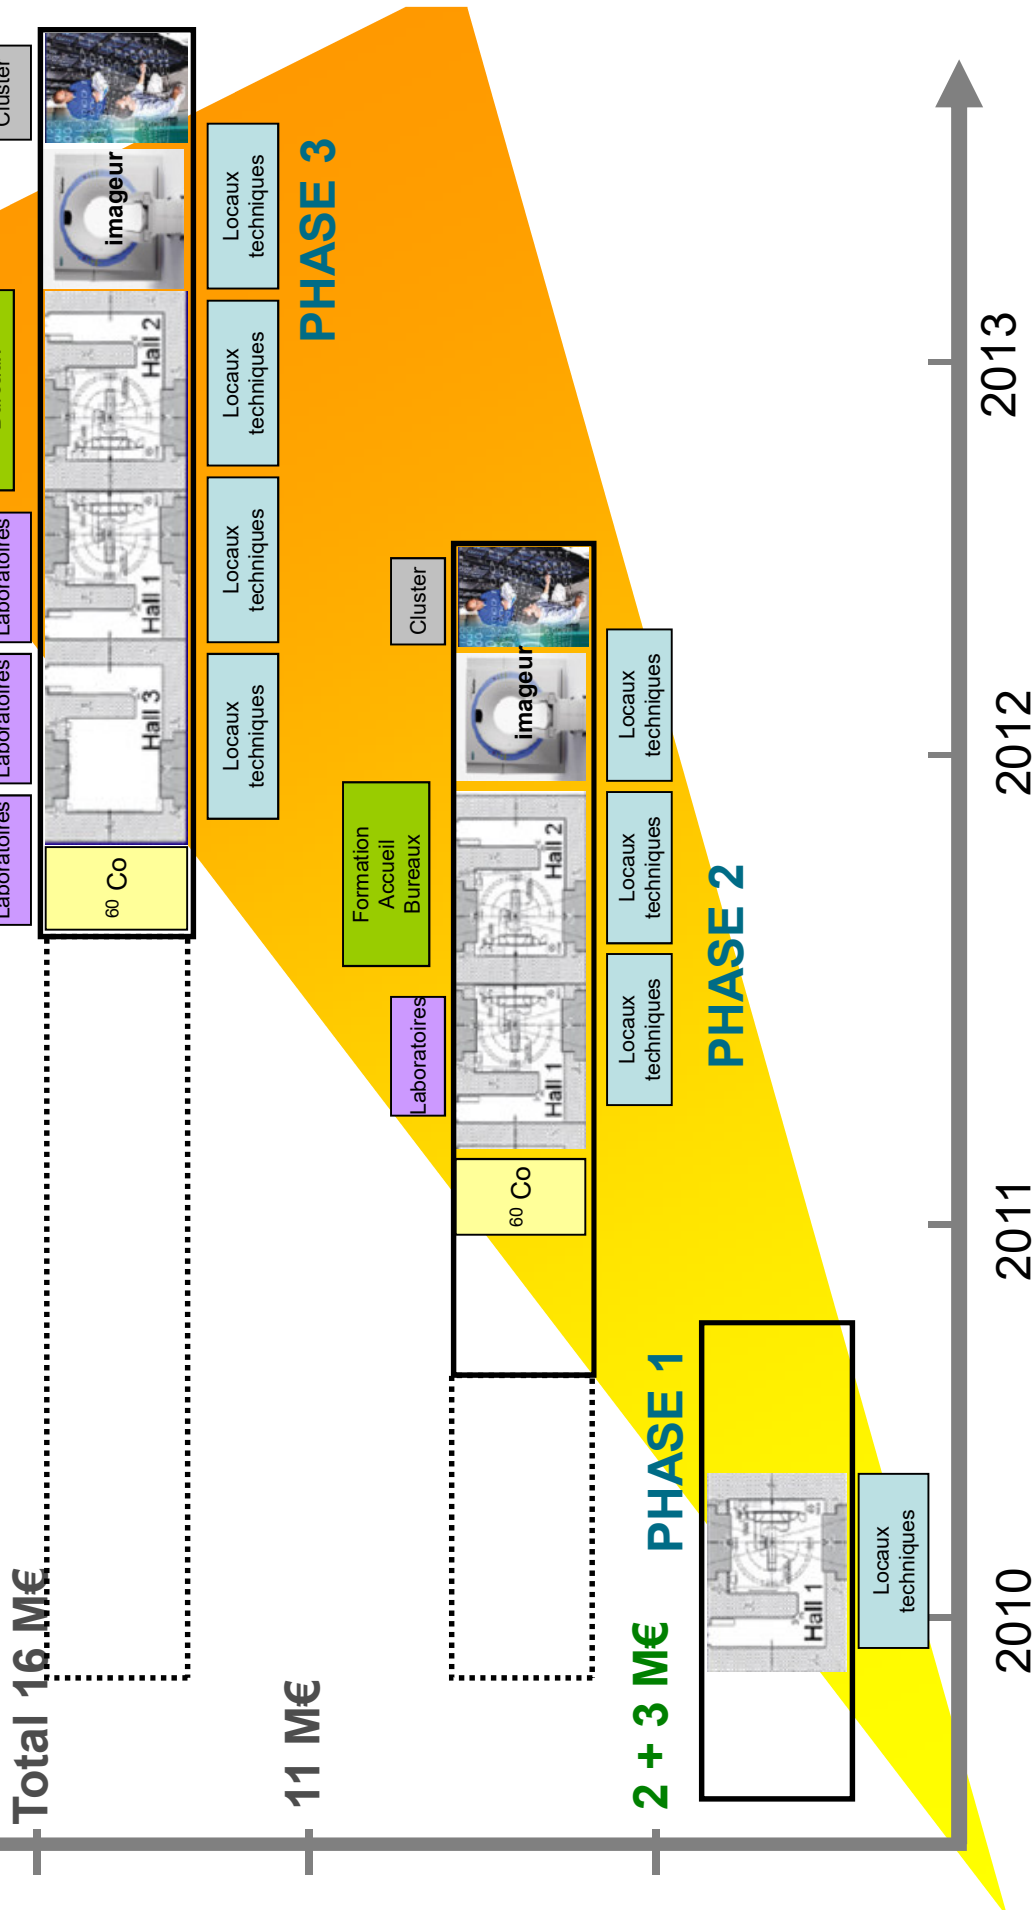 Total 16 M€
Laboratoires
Laboratoires
Laboratoires
Cluster
60 Co
Hall 3
Hall 1
Hall 2
imageur
Locaux
techniques
Locaux
techniques
Locaux
techniques
Locaux
techniques
PHASE 3
11 M€
Formation
Accueil
Bureaux
Laboratoires
Cluster
60 Co
Hall 1
Hall 2
imageur
Locaux
techniques
Locaux
techniques
Locaux
techniques
PHASE 2
2 + 3 M€
PHASE 1
Hall 1
Locaux
techniques
2010
2011
2012
2013